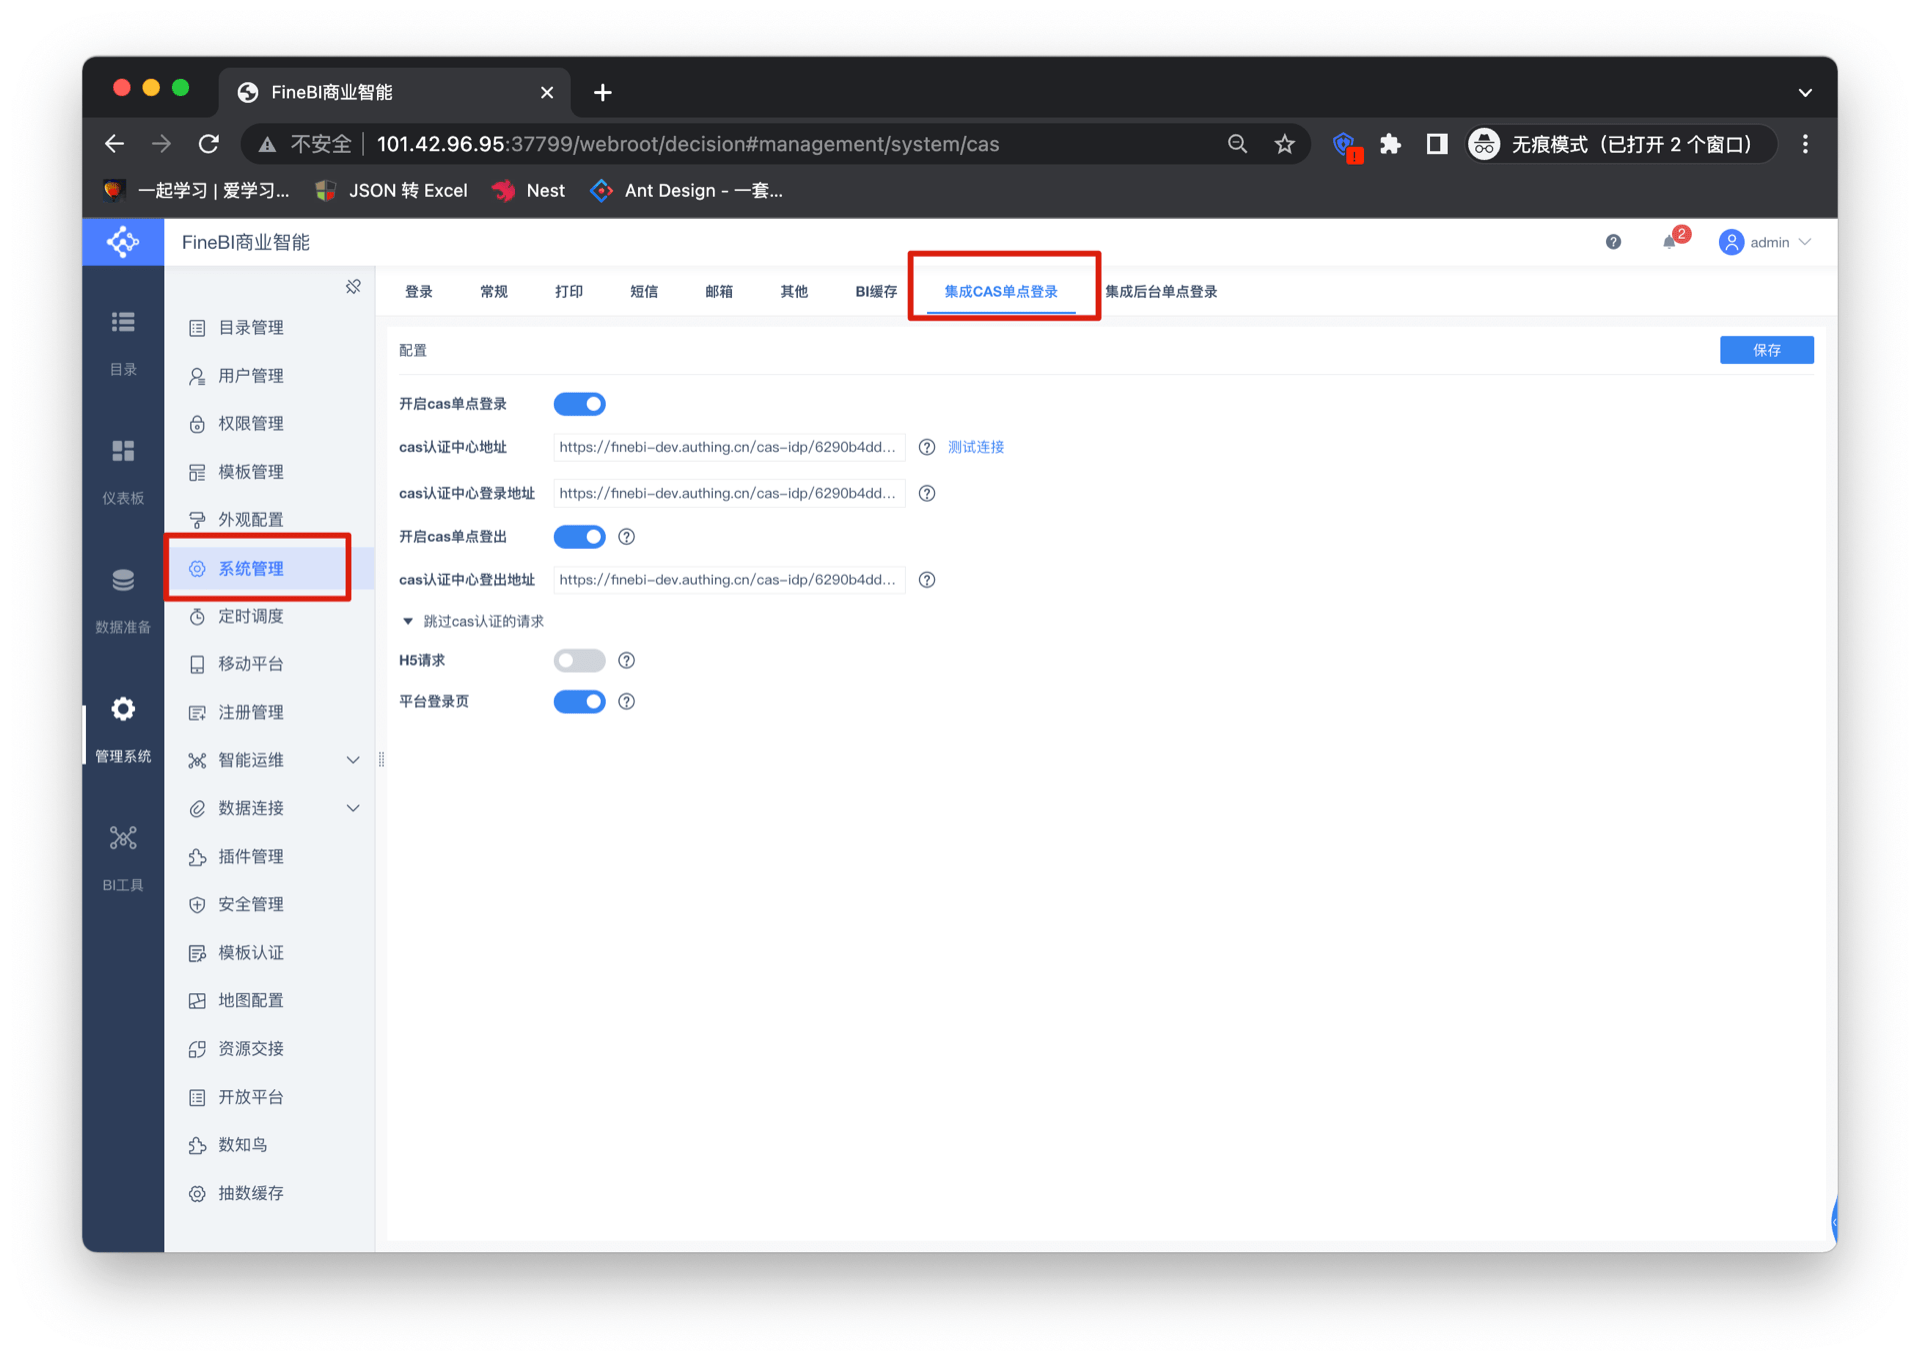 FineBI商业智能
不安全 101.42.96.95:37799/webroot/decision#management/system/cas
无痕模式（已打开 2 个窗口）
一起学习 | 爱学习...
JSON 转 Excel
Nest
Ant Design - 一套...
FineBI商业智能
2
admin
目录
仪表板
数据准备
管理系统
BI工具
目录管理
用户管理
权限管理
模板管理
外观配置
系统管理
定时调度
移动平台
注册管理
智能运维
数据连接
插件管理
安全管理
模板认证
地图配置
资源交接
开放平台
数知鸟
抽数缓存
登录 常规 打印 短信 邮箱 其他 BI缓存 集成CAS单点登录 集成后台单点登录
配置 保存
开启cas单点登录
cas认证中心地址 https://finebi-dev.authing.cn/cas-idp/6290b4dd... 测试连接
cas认证中心登录地址 https://finebi-dev.authing.cn/cas-idp/6290b4dd...
开启cas单点登出
cas认证中心登出地址 https://finebi-dev.authing.cn/cas-idp/6290b4dd...
跳过cas认证的请求
H5请求
平台登录页